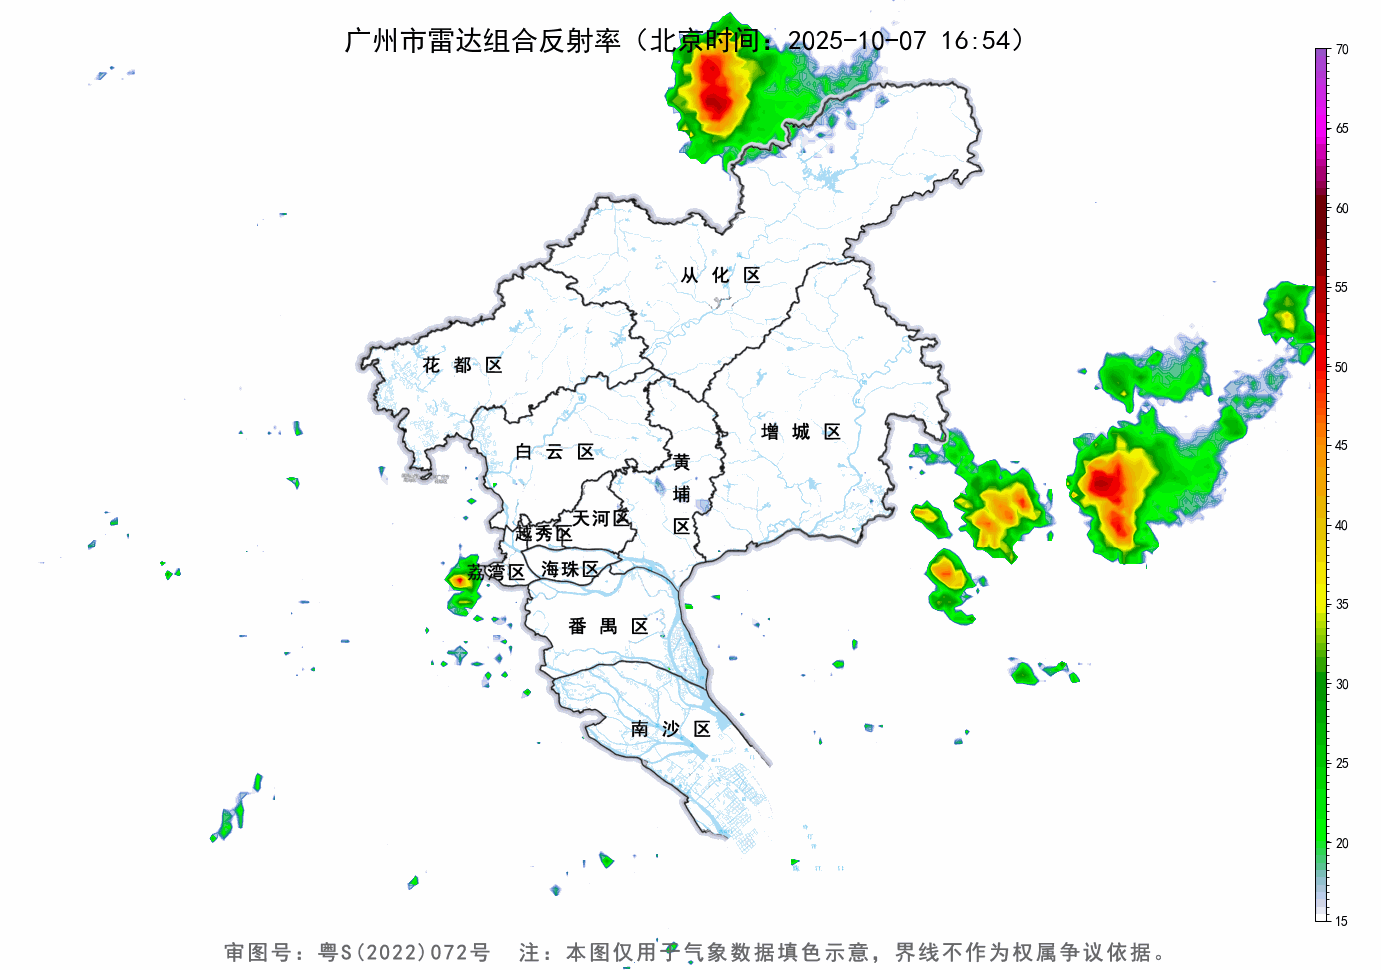 广州市雷达组合反射率（北京时间：2025-10-07 16:54）
70
65
60
55
50
45
40
35
30
25
20
15
从化区
花都区
增城区
白云区
黄埔区
天河区
越秀区
荔湾区
海珠区
番禺区
南沙区
审图号：粤S(2022)072号 注：本图仅用于气象数据填色示意，界线不作为权属争议依据。